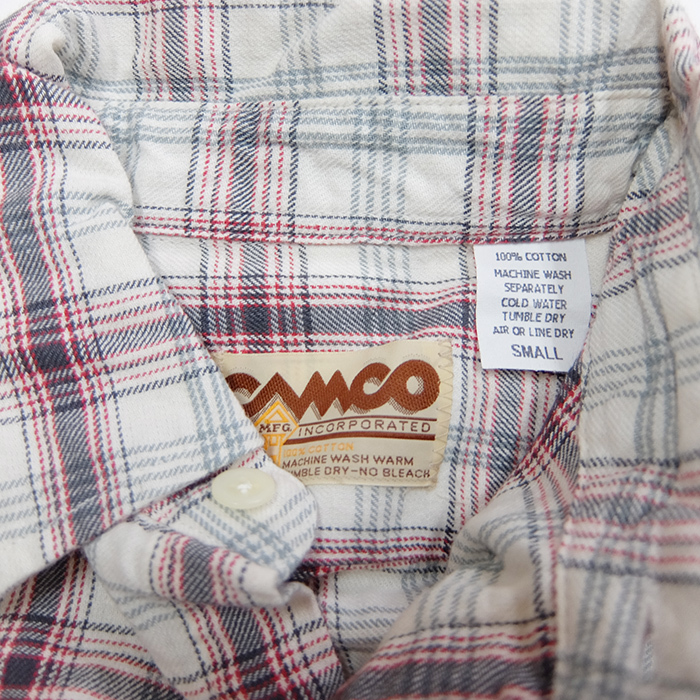 100% COTTON
MACHINE WASH
SEPARATELY
COLD WATER
TUMBLE DRY
AIR OR LINE DRY
SMALL
CAMCO
MFG. INCORPORATED
100% COTTON
MACHINE WASH WARM
TUMBLE DRY-NO BLEACH